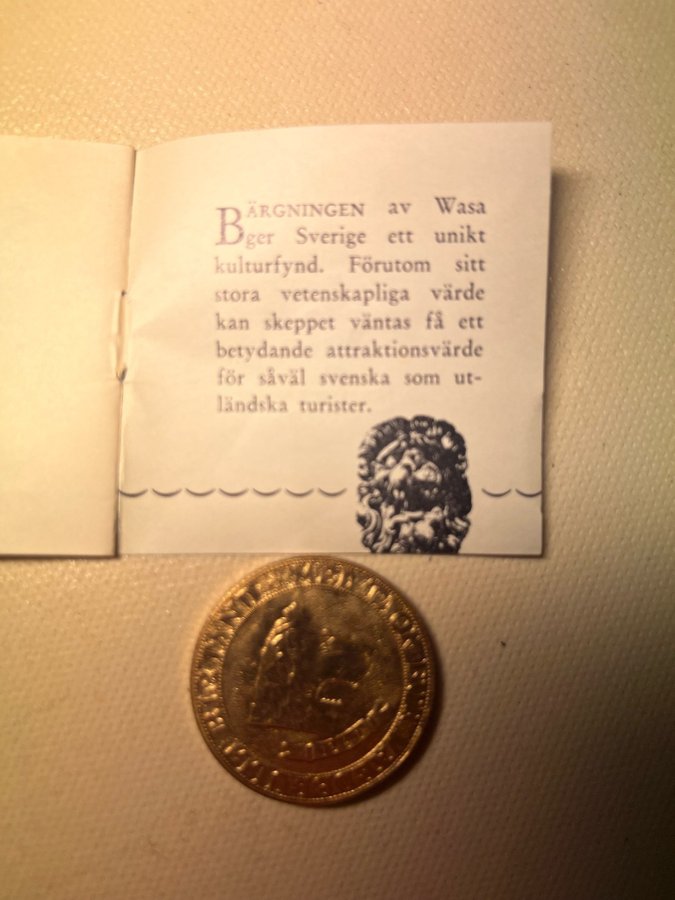 BÄRGNINGEN av Wasa
ger Sverige ett unikt
kulturfynd. Förutom sitt
stora vetenskapliga värde
kan skeppet väntas få ett
betydande attraktionsvärde
för såväl svenska som ut-
ländska turister.